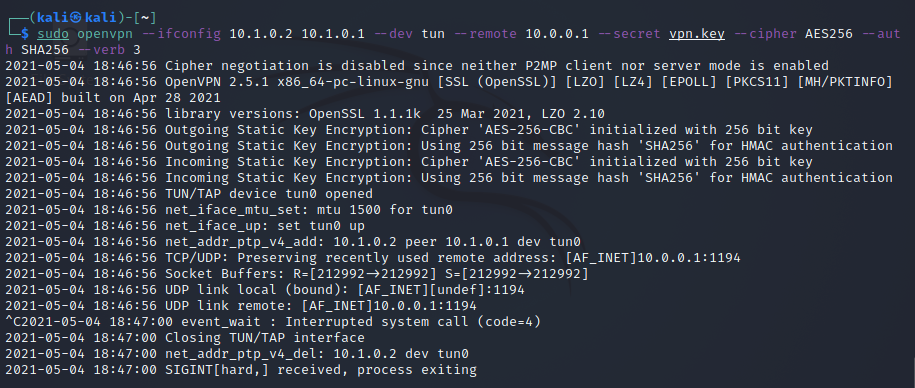 ┌──(kali㉿kali)-[~]
└─$ sudo openvpn --ifconfig 10.1.0.2 10.1.0.1 --dev tun --remote 10.0.0.1 --secret vpn.key --cipher AES256 --aut
h SHA256 --verb 3
2021-05-04 18:46:56 Cipher negotiation is disabled since neither P2MP client nor server mode is enabled
2021-05-04 18:46:56 OpenVPN 2.5.1 x86_64-pc-linux-gnu [SSL (OpenSSL)] [LZO] [LZ4] [EPOLL] [PKCS11] [MH/PKTINFO]
[AEAD] built on Apr 28 2021
2021-05-04 18:46:56 library versions: OpenSSL 1.1.1k  25 Mar 2021, LZO 2.10
2021-05-04 18:46:56 Outgoing Static Key Encryption: Cipher 'AES-256-CBC' initialized with 256 bit key
2021-05-04 18:46:56 Outgoing Static Key Encryption: Using 256 bit message hash 'SHA256' for HMAC authentication
2021-05-04 18:46:56 Incoming Static Key Encryption: Cipher 'AES-256-CBC' initialized with 256 bit key
2021-05-04 18:46:56 Incoming Static Key Encryption: Using 256 bit message hash 'SHA256' for HMAC authentication
2021-05-04 18:46:56 TUN/TAP device tun0 opened
2021-05-04 18:46:56 net_iface_mtu_set: mtu 1500 for tun0
2021-05-04 18:46:56 net_iface_up: set tun0 up
2021-05-04 18:46:56 net_addr_ptp_v4_add: 10.1.0.2 peer 10.1.0.1 dev tun0
2021-05-04 18:46:56 TCP/UDP: Preserving recently used remote address: [AF_INET]10.0.0.1:1194
2021-05-04 18:46:56 Socket Buffers: R=[212992->212992] S=[212992->212992]
2021-05-04 18:46:56 UDP link local (bound): [AF_INET][undef]:1194
2021-05-04 18:46:56 UDP link remote: [AF_INET]10.0.0.1:1194
^C2021-05-04 18:47:00 event_wait : Interrupted system call (code=4)
2021-05-04 18:47:00 Closing TUN/TAP interface
2021-05-04 18:47:00 net_addr_ptp_v4_del: 10.1.0.2 dev tun0
2021-05-04 18:47:00 SIGINT[hard,] received, process exiting